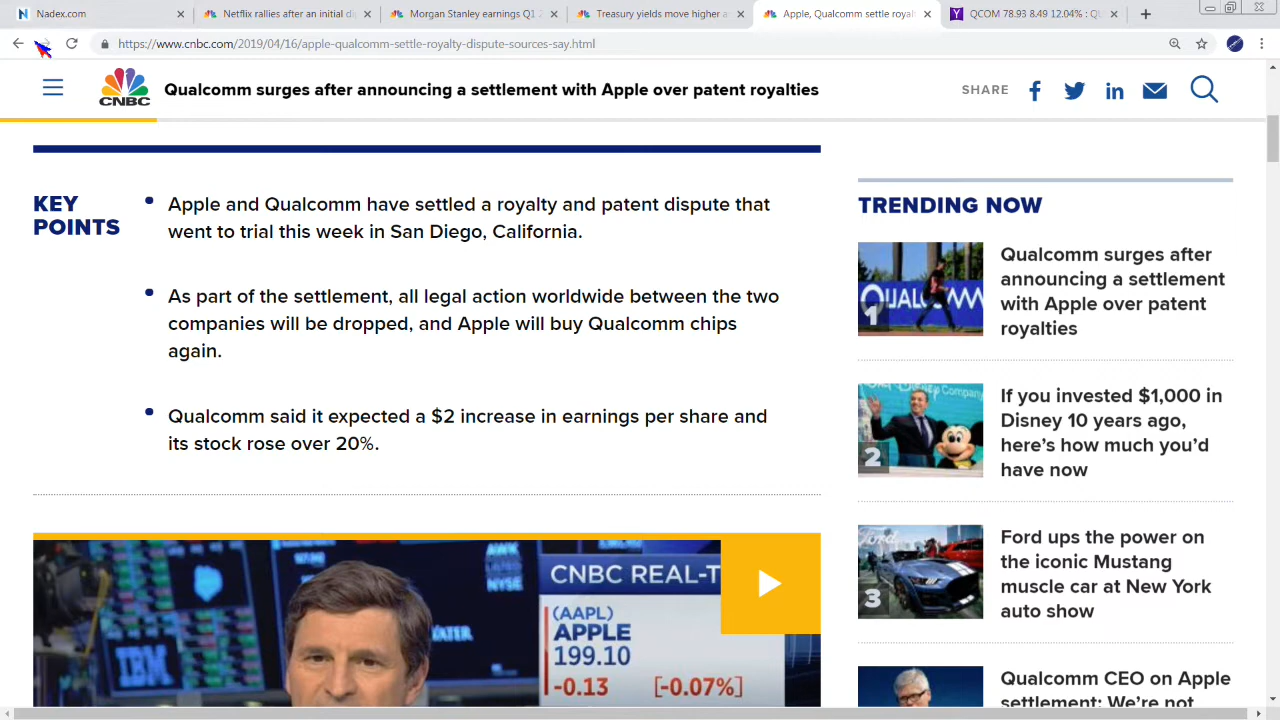 Nadex.com
Netflix rallies after an initial di
Morgan Stanley earnings Q1 2
Treasury yields move higher a
Apple, Qualcomm settle royal
QCOM 78.93 8.49 12.04% : Q
https://www.cnbc.com/2019/04/16/apple-qualcomm-settle-royalty-dispute-sources-say.html
CNBC
Qualcomm surges after announcing a settlement with Apple over patent royalties
SHARE
KEY
POINTS
Apple and Qualcomm have settled a royalty and patent dispute that
went to trial this week in San Diego, California.
As part of the settlement, all legal action worldwide between the two
companies will be dropped, and Apple will buy Qualcomm chips
again.
Qualcomm said it expected a $2 increase in earnings per share and
its stock rose over 20%.
CNBC REAL-T
(AAPL)
APPLE
199.10
-0.13 [-0.07%]
NYSE
IBM
TRENDING NOW
1
Qualcomm surges after
announcing a settlement
with Apple over patent
royalties
Disney Company
2
If you invested $1,000 in
Disney 10 years ago,
here's how much you'd
have now
Ford
3
Ford ups the power on
the iconic Mustang
muscle car at New York
auto show
Qualcomm CEO on Apple
settlement: We're not